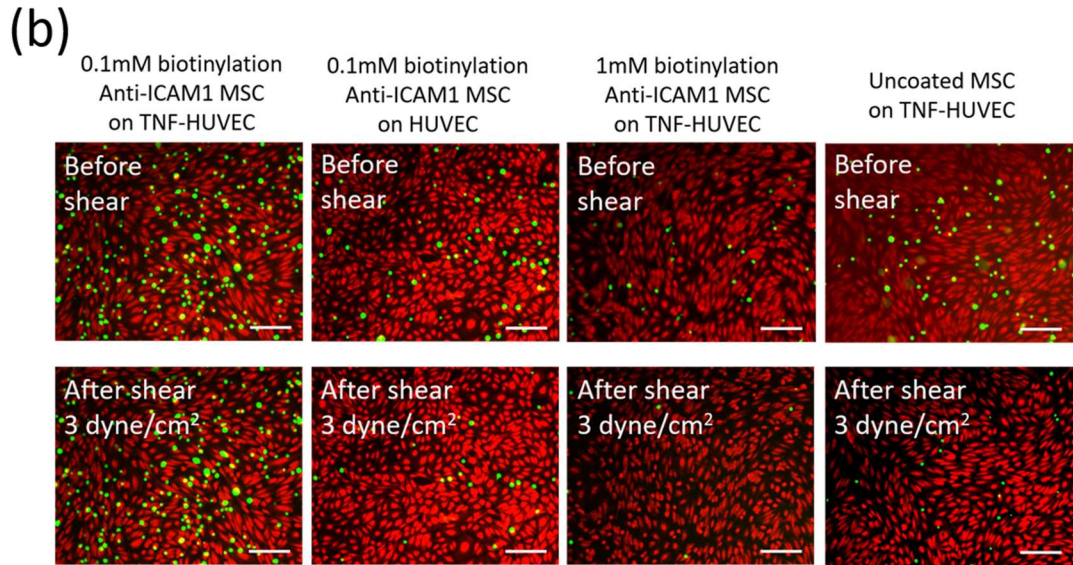 (b)
0.1mM biotinylation
Anti-ICAM1 MSC
on TNF-HUVEC
0.1mM biotinylation
Anti-ICAM1 MSC
on HUVEC
1mM biotinylation
Anti-ICAM1 MSC
on TNF-HUVEC
Uncoated MSC
on TNF-HUVEC
Before
shear
Before
shear
Before
shear
Before
shear
After shear
3 dyne/cm²
After shear
3 dyne/cm²
After shear
3 dyne/cm²
After shear
3 dyne/cm²